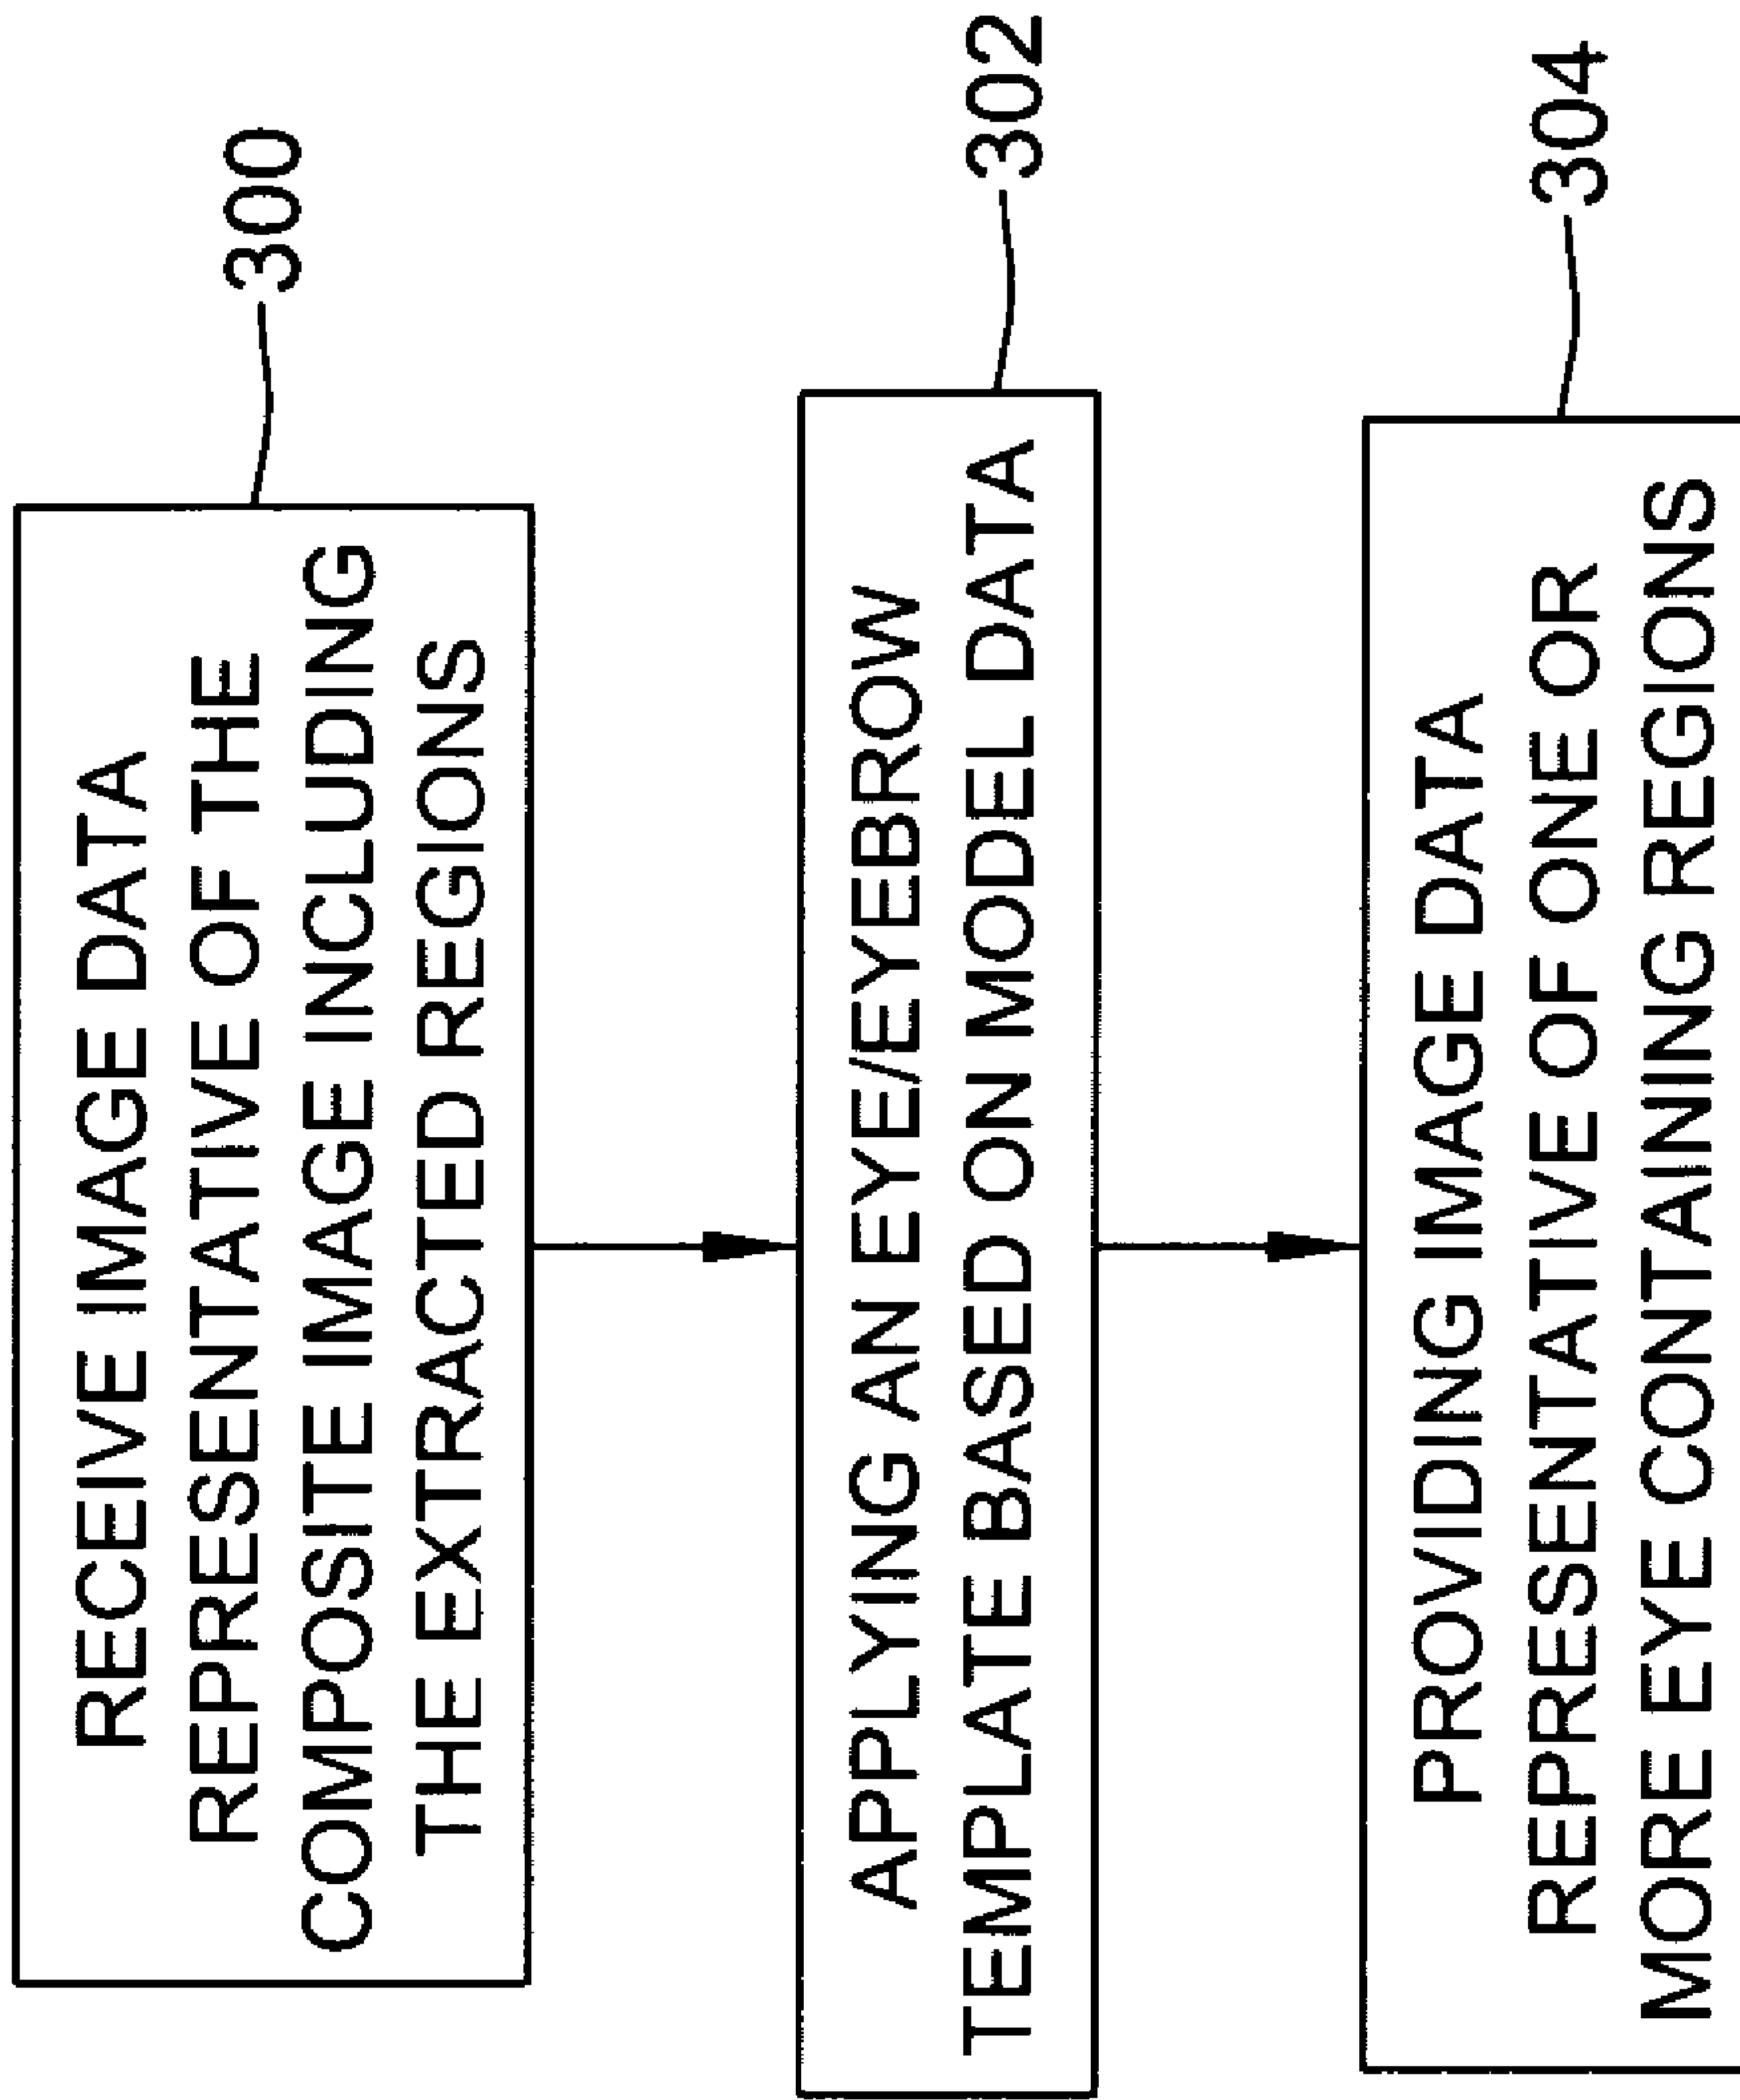 RECEIVE IMAGE DATA
REPRESENTATIVE OF THE
COMPOSITE IMAGE INCLUDING
THE EXTRACTED REGIONS
300
APPLYING AN EYE/EYEBROW
TEMPLATE BASED ON MODEL DATA
302
PROVIDING IMAGE DATA
REPRESENTATIVE OF ONE OR
MORE EYE CONTAINING REGIONS
304